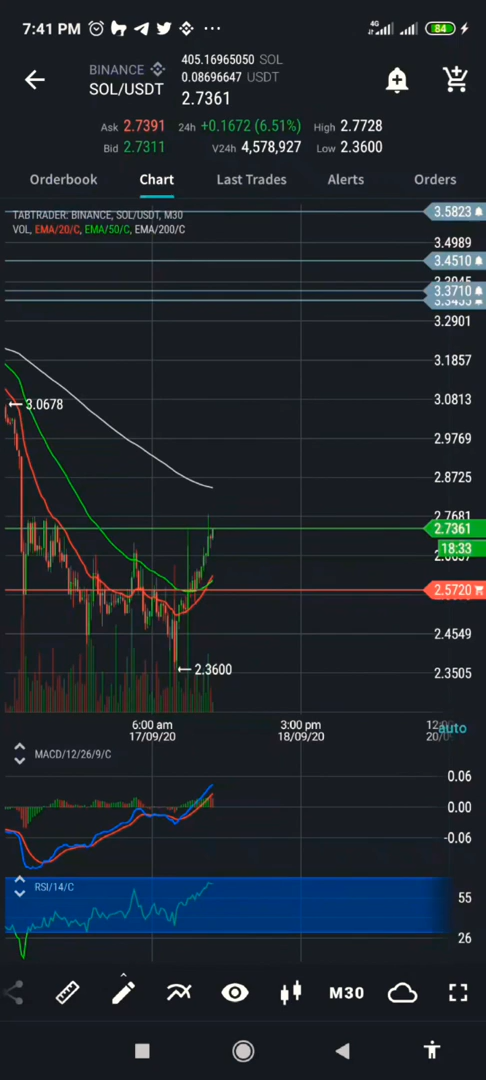 7:41 PM
4G
84
405.16965050 SOL
BINANCE
0.08696647 USDT
SOL/USDT
2.7361
Ask 2.7391 24h +0.1672 (6.51%) High 2.7728
Bid 2.7311 V24h 4,578,927 Low 2.3600
Orderbook Chart Last Trades Alerts Orders
TABTRADER: BINANCE, SOL/USDT, M30
3.5823
VOL, EMA/20/C, EMA/50/C, EMA/200/C
3.4989
3.4510
3.3945
3.3710
3.2901
3.1857
3.0813
3.0678
2.9769
2.8725
2.7681
2.7361
18:33
2.5720
2.4549
2.3600
2.3505
6:00 am 3:00 pm
17/09/20 18/09/20
auto
MACD/12/26/9/C
0.06
0.00
-0.06
RSI/14/C
55
26
M30